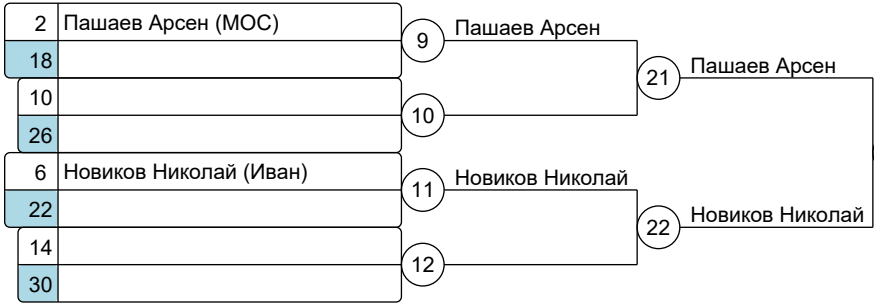 2 Пашаев Арсен (МОС)
18
9 Пашаев Арсен
10
26
10
21 Пашаев Арсен
6 Новиков Николай (Иван)
22
11 Новиков Николай
14
30
12
22 Новиков Николай